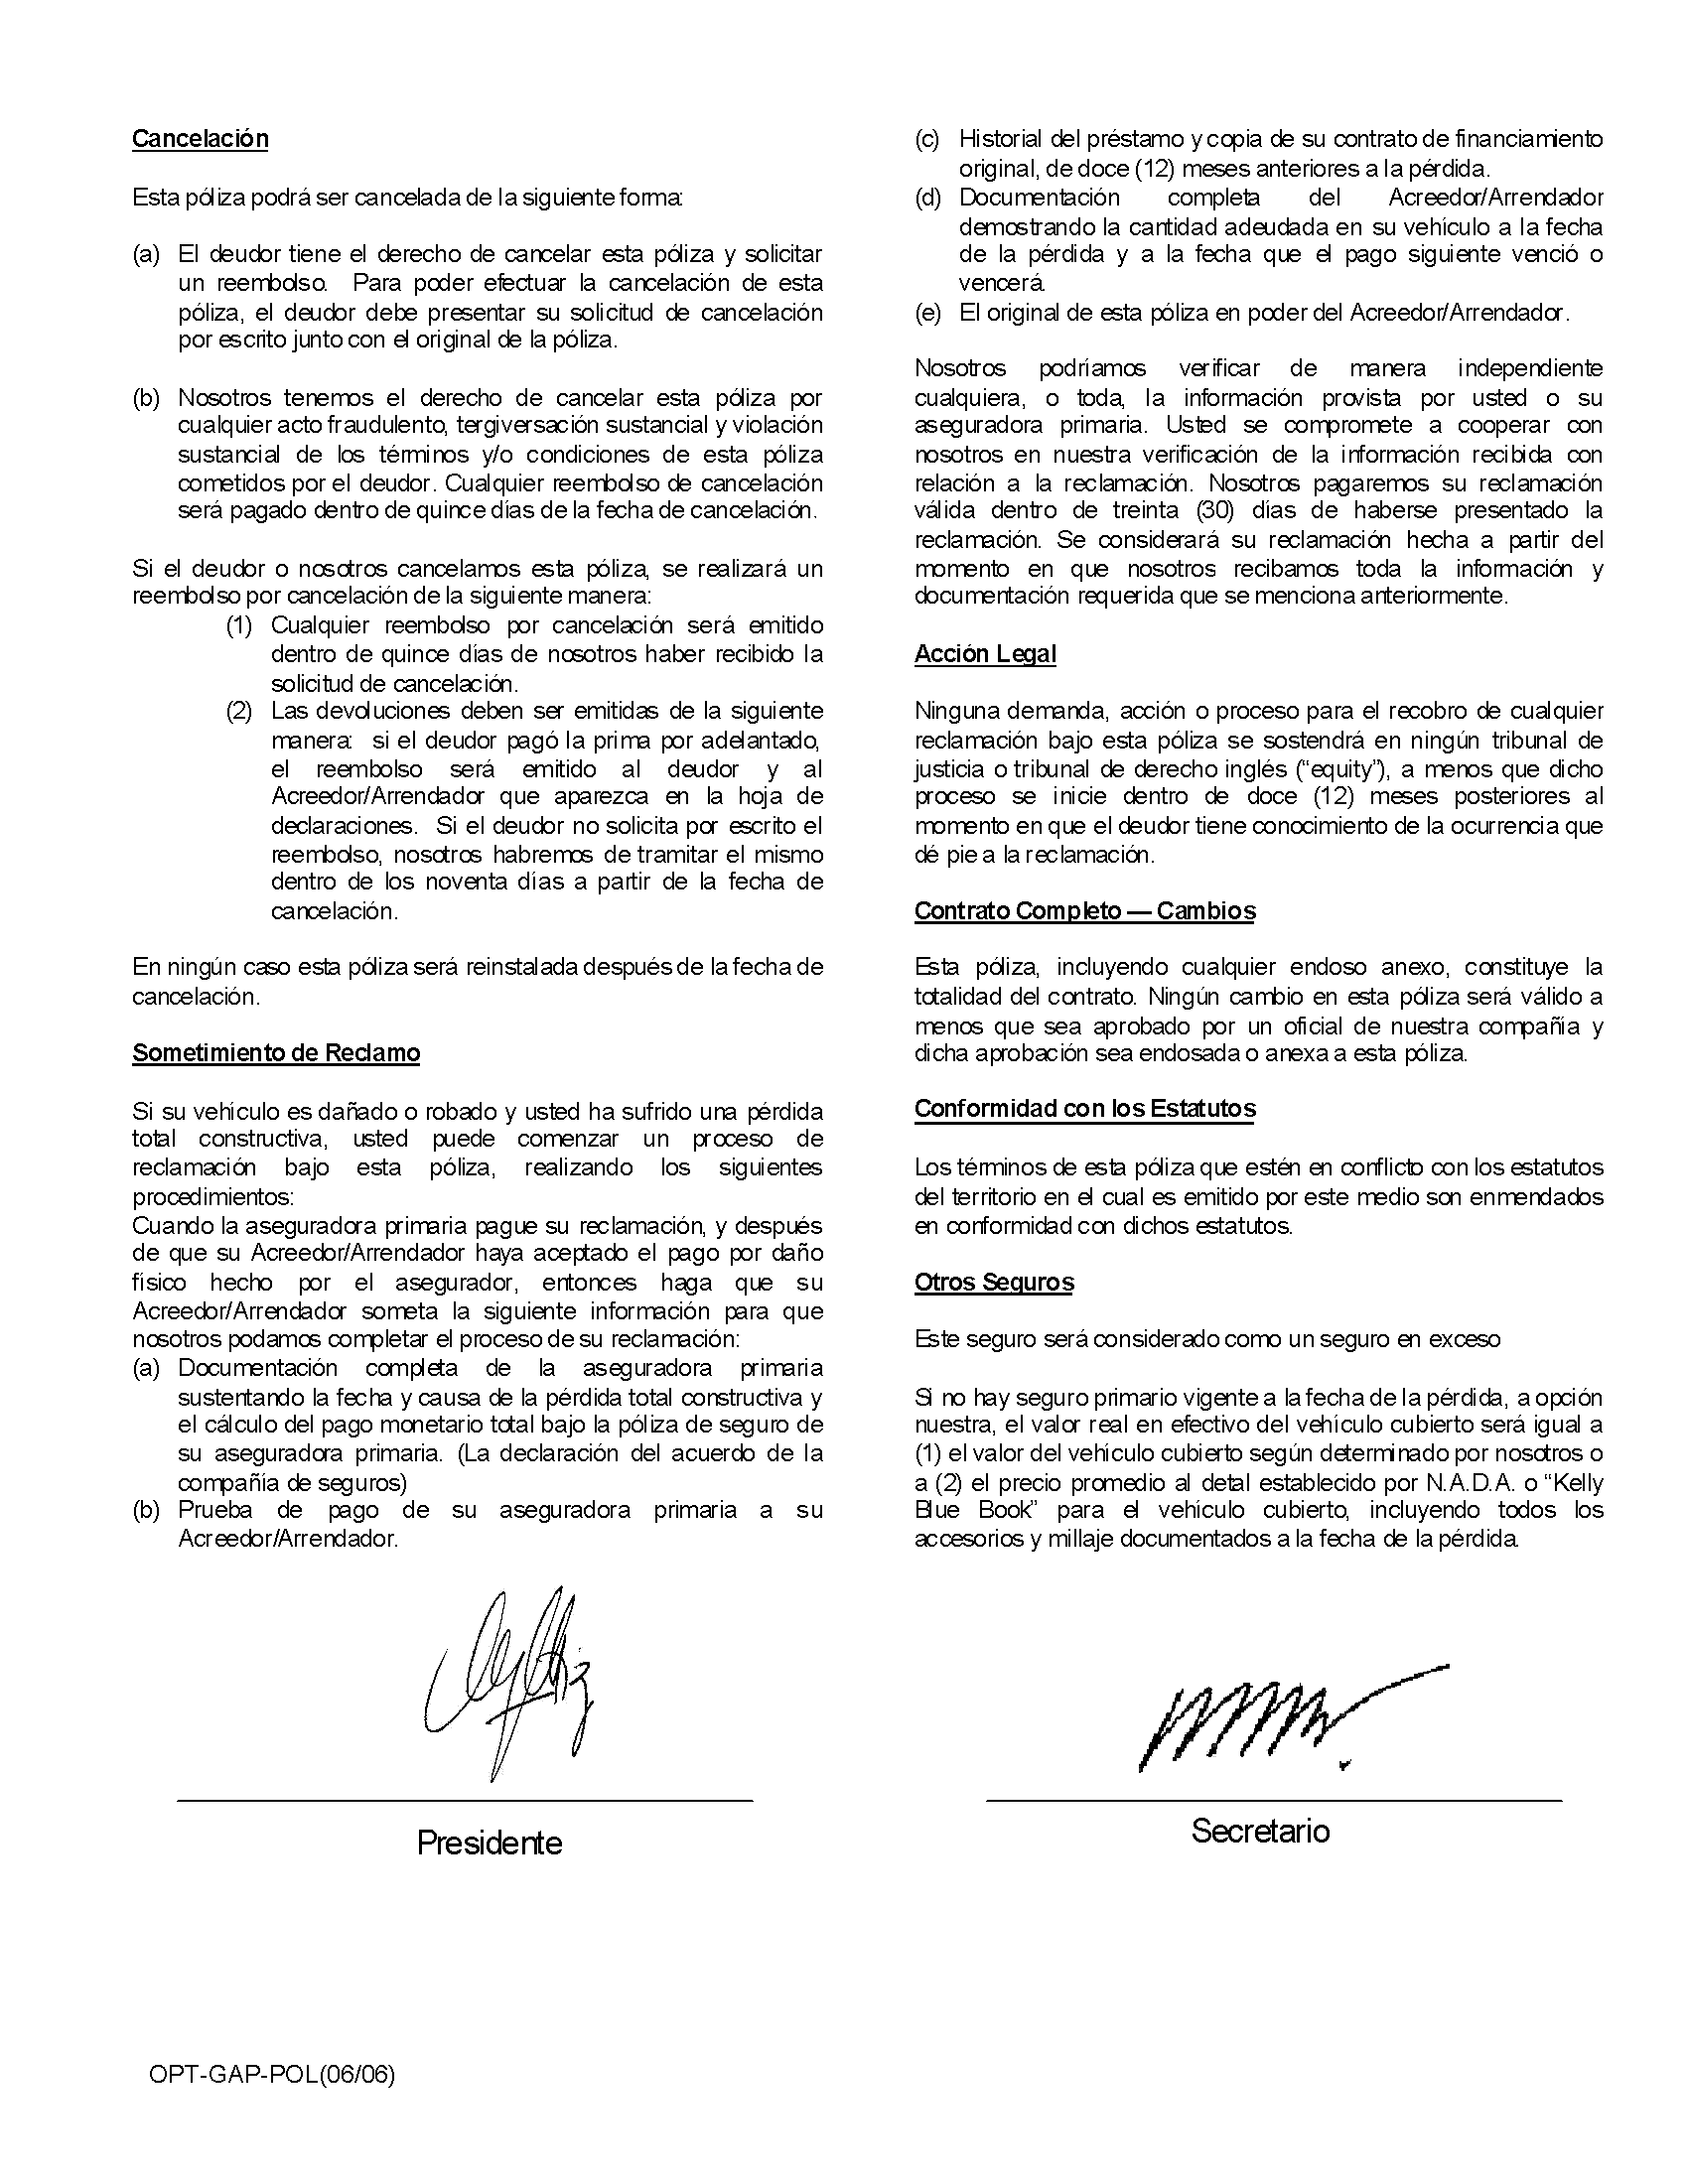 Cancelación
Esta póliza podrá ser cancelada de la siguiente forma:
(a) El deudor tiene el derecho de cancelar esta póliza y solicitar
un reembolso. Para poder efectuar la cancelación de esta
póliza, el deudor debe presentar su solicitud de cancelación
por escrito junto con el original de la póliza.
(b) Nosotros tenemos el derecho de cancelar esta póliza por
cualquier acto fraudulento, tergiversación sustancial y violación
sustancial de los términos y/o condiciones de esta póliza
cometidos por el deudor. Cualquier reembolso de cancelación
será pagado dentro de quince días de la fecha de cancelación.
Si el deudor o nosotros cancelamos esta póliza, se realizará un
reembolso por cancelación de la siguiente manera:
(1) Cualquier reembolso por cancelación será emitido
dentro de quince días de nosotros haber recibido la
solicitud de cancelación.
(2) Las devoluciones deben ser emitidas de la siguiente
manera: si el deudor pagó la prima por adelantado,
el reembolso será emitido al deudor y al
Acreedor/Arrendador que aparezca en la hoja de
declaraciones. Si el deudor no solicita por escrito el
reembolso, nosotros habremos de tramitar el mismo
dentro de los noventa días a partir de la fecha de
cancelación.
En ningún caso esta póliza será reinstalada después de la fecha de
cancelación.
Sometimiento de Reclamo
Si su vehículo es dañado o robado y usted ha sufrido una pérdida
total constructiva, usted puede comenzar un proceso de
reclamación bajo esta póliza, realizando los siguientes
procedimientos:
Cuando la aseguradora primaria pague su reclamación, y después
de que su Acreedor/Arrendador haya aceptado el pago por daño
físico hecho por el asegurador, entonces haga que su
Acreedor/Arrendador someta la siguiente información para que
nosotros podamos completar el proceso de su reclamación:
(a) Documentación completa de la aseguradora primaria
sustentando la fecha y causa de la pérdida total constructiva y
el cálculo del pago monetario total bajo la póliza de seguro de
su aseguradora primaria. (La declaración del acuerdo de la
compañía de seguros)
(b) Prueba de pago de su aseguradora primaria a su
Acreedor/Arrendador.
(c) Historial del préstamo y copia de su contrato de financiamiento
original, de doce (12) meses anteriores a la pérdida.
(d) Documentación completa del Acreedor/Arrendador
demostrando la cantidad adeudada en su vehículo a la fecha
de la pérdida y a la fecha que el pago siguiente venció o
vencerá.
(e) El original de esta póliza en poder del Acreedor/Arrendador.
Nosotros podríamos verificar de manera independiente
cualquiera, o toda, la información provista por usted o su
aseguradora primaria. Usted se compromete a cooperar con
nosotros en nuestra verificación de la información recibida con
relación a la reclamación. Nosotros pagaremos su reclamación
válida dentro de treinta (30) días de haberse presentado la
reclamación. Se considerará su reclamación hecha a partir del
momento en que nosotros recibamos toda la información y
documentación requerida que se menciona anteriormente.
Acción Legal
Ninguna demanda, acción o proceso para el recobro de cualquier
reclamación bajo esta póliza se sostendrá en ningún tribunal de
justicia o tribunal de derecho inglés (“equity”), a menos que dicho
proceso se inicie dentro de doce (12) meses posteriores al
momento en que el deudor tiene conocimiento de la ocurrencia que
dé pie a la reclamación.
Contrato Completo — Cambios
Esta póliza, incluyendo cualquier endoso anexo, constituye la
totalidad del contrato. Ningún cambio en esta póliza será válido a
menos que sea aprobado por un oficial de nuestra compañía y
dicha aprobación sea endosada o anexa a esta póliza.
Conformidad con los Estatutos
Los términos de esta póliza que estén en conflicto con los estatutos
del territorio en el cual es emitido por este medio son enmendados
en conformidad con dichos estatutos.
Otros Seguros
Este seguro será considerado como un seguro en exceso
Si no hay seguro primario vigente a la fecha de la pérdida, a opción
nuestra, el valor real en efectivo del vehículo cubierto será igual a
(1) el valor del vehículo cubierto según determinado por nosotros o
a (2) el precio promedio al detal establecido por N.A.D.A. o “Kelly
Blue Book” para el vehículo cubierto, incluyendo todos los
accesorios y millaje documentados a la fecha de la pérdida.
Presidente
Secretario
OPT-GAP-POL(06/06)